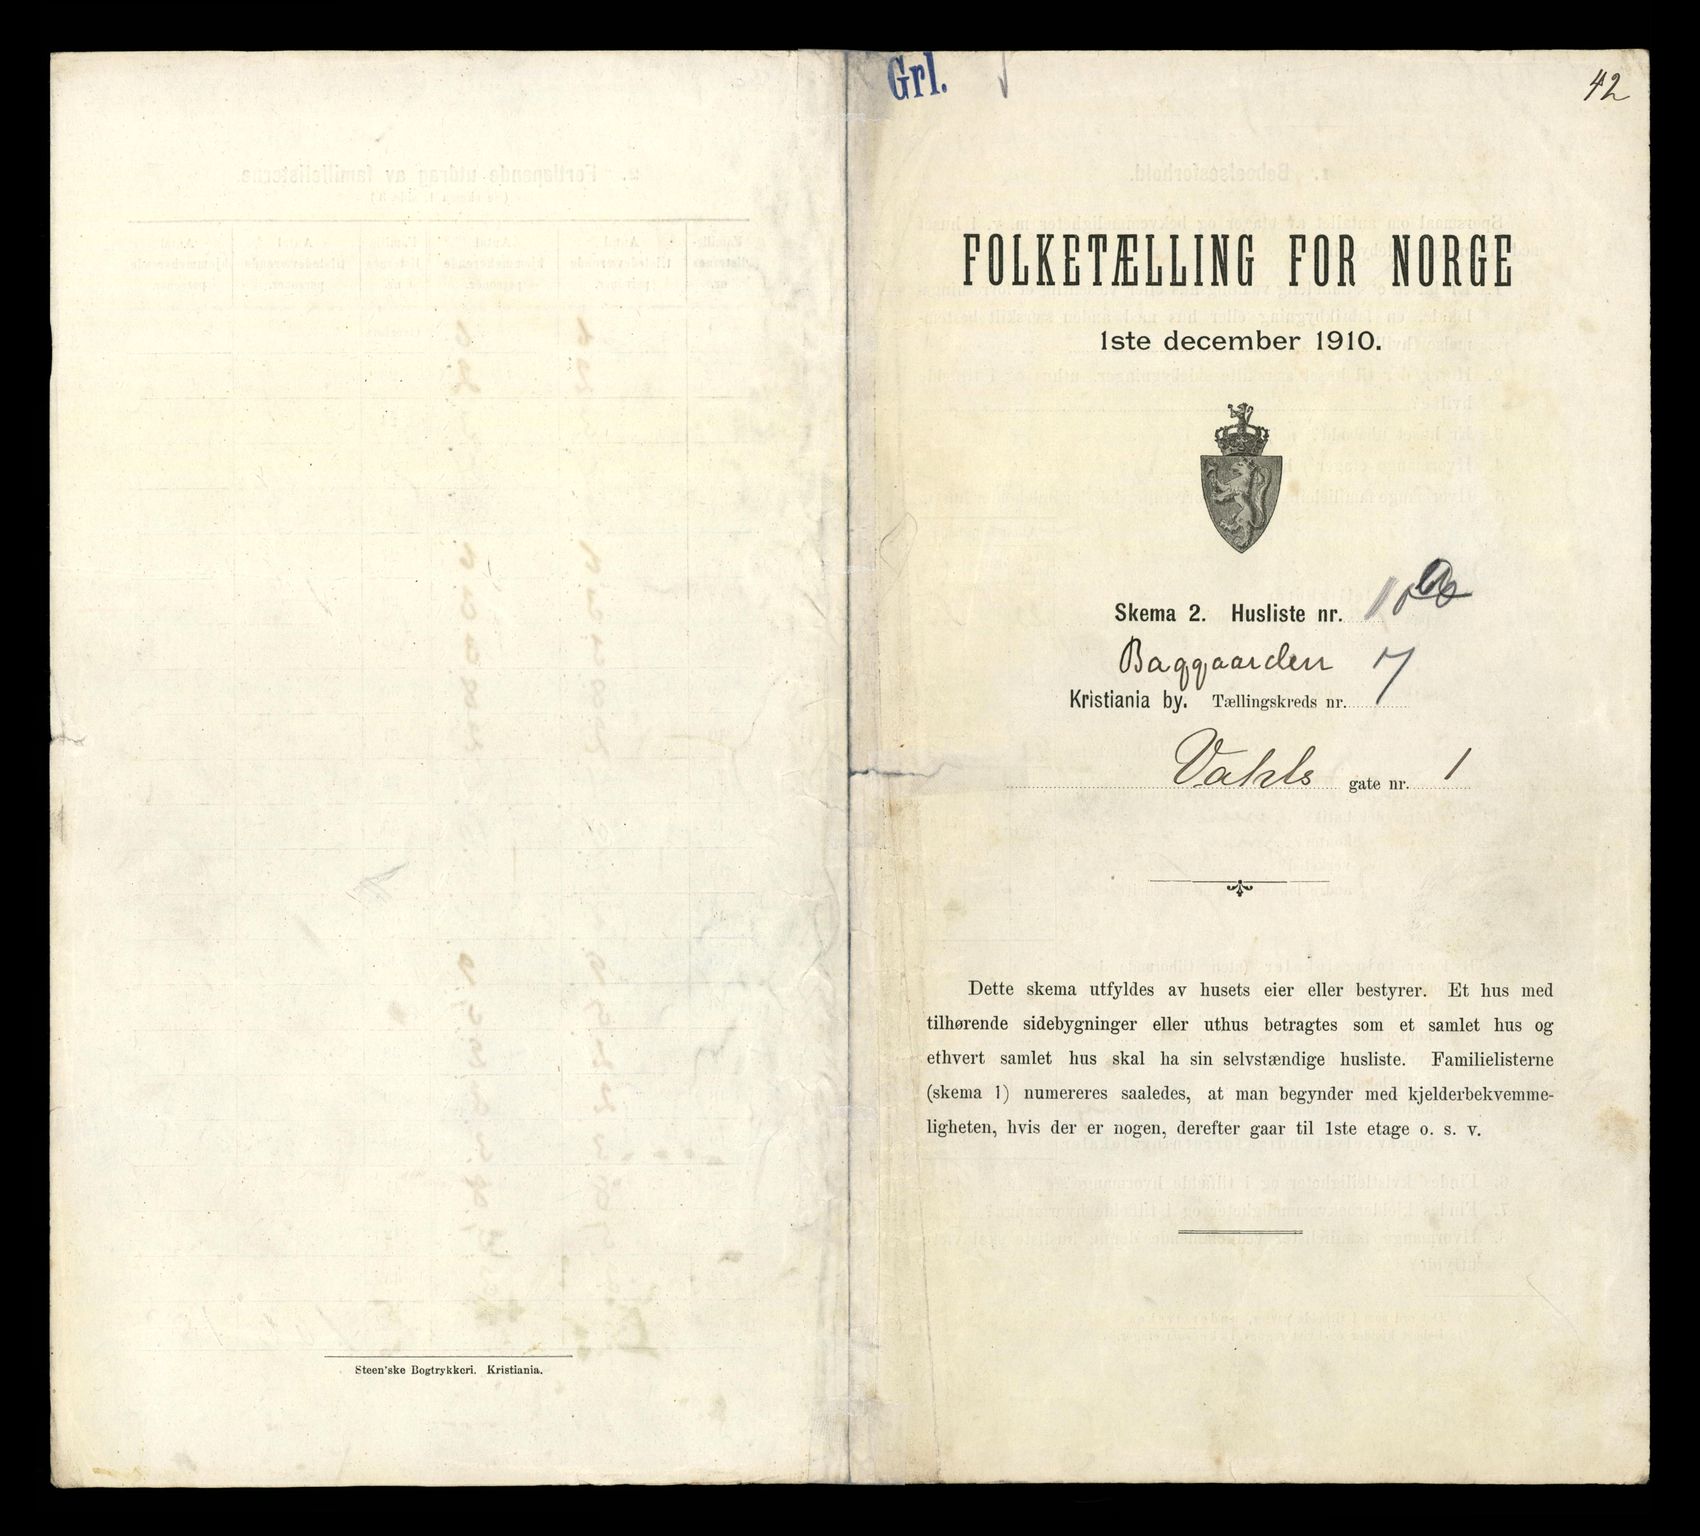 Grl.
42
FOLKETÆLLING FOR NORGE
1ste december 1910.
Skema 2. Husliste nr.
Baggaarden 7
Kristiania by. Tællingskreds nr.
Vahls gate nr. 1
Dette skema utfyldes av husets eier eller bestyrer. Et hus med
tilhørende sidebygninger eller uthus betragtes som et samlet hus og
ethvert samlet hus skal ha sin selvstændige husliste. Familielisterne
(skema 1) numereres saaledes, at man begynder med kjelderbekvemme-
ligheten, hvis der er nogen, derefter gaar til 1ste etage o. s. v.
Steen'ske Bogtrykkeri. Kristiania.